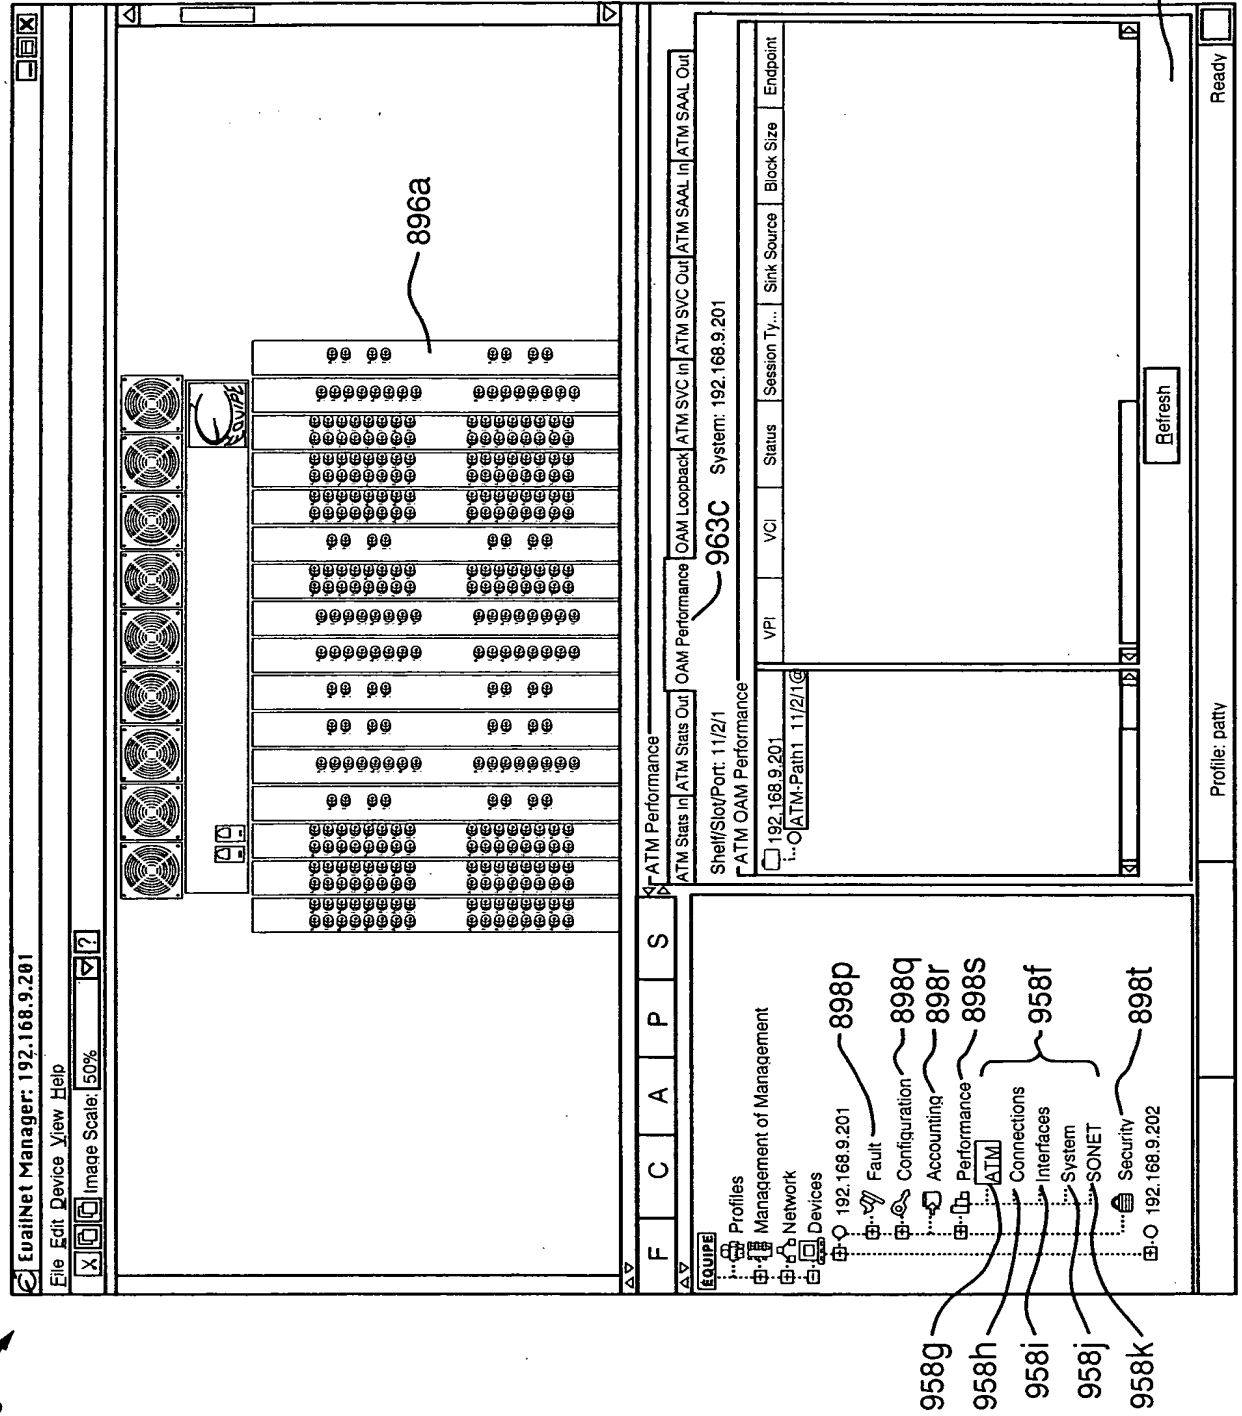 EuailNet Manager: 192.168.9.201
File Edit Device View Help
X ? Image Scale: 50%
896a
F C A P S
EQUIPE
Profiles
Management of Management
Network
Devices
192.168.9.201
Fault
Configuration
Accounting
Performance
ATM
Connections
Interfaces
System
SONET
Security
192.168.9.202
898p
898q
898r
898s
958f
898t
958g
958h
958i
958j
958k
ATM Performance
ATM Stats In ATM Stats Out OAM Performance OAM Loopback ATM SVC In ATM SVC Out ATM SAAL In ATM SAAL Out
963C
Shelf/Slot/Port: 11/2/1 System: 192.168.9.201
ATM OAM Performance
192.168.9.201
ATM-Path1 11/2/1@
VPI VCI Status Session Ty... Sink Source Block Size Endpoint
Refresh
Profile: patty Ready